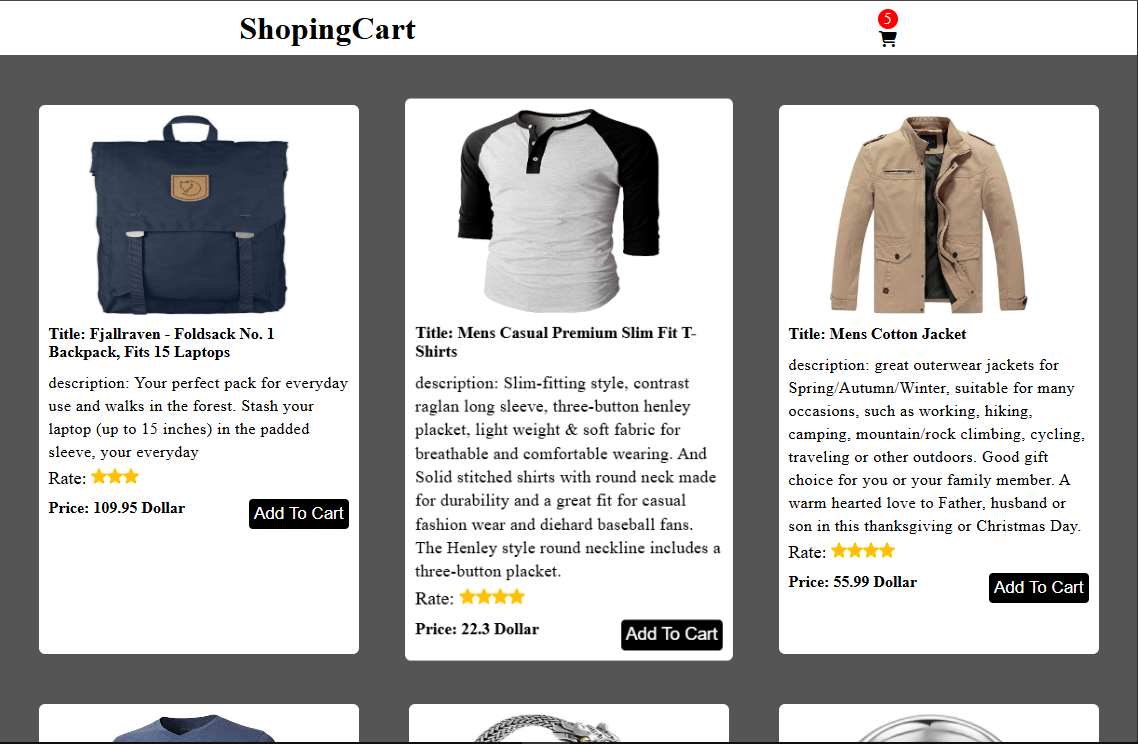 ShopingCart
5
Title: Fjallraven - Foldsack No. 1
Backpack, Fits 15 Laptops
description: Your perfect pack for everyday
use and walks in the forest. Stash your
laptop (up to 15 inches) in the padded
sleeve, your everyday
Rate:
Price: 109.95 Dollar
Add To Cart
Title: Mens Casual Premium Slim Fit T-
Shirts
description: Slim-fitting style, contrast
raglan long sleeve, three-button henley
placket, light weight & soft fabric for
breathable and comfortable wearing. And
Solid stitched shirts with round neck made
for durability and a great fit for casual
fashion wear and diehard baseball fans.
The Henley style round neckline includes a
three-button placket.
Rate:
Price: 22.3 Dollar
Add To Cart
Title: Mens Cotton Jacket
description: great outerwear jackets for
Spring/Autumn/Winter, suitable for many
occasions, such as working, hiking,
camping, mountain/rock climbing, cycling,
traveling or other outdoors. Good gift
choice for you or your family member. A
warm hearted love to Father, husband or
son in this thanksgiving or Christmas Day.
Rate:
Price: 55.99 Dollar
Add To Cart